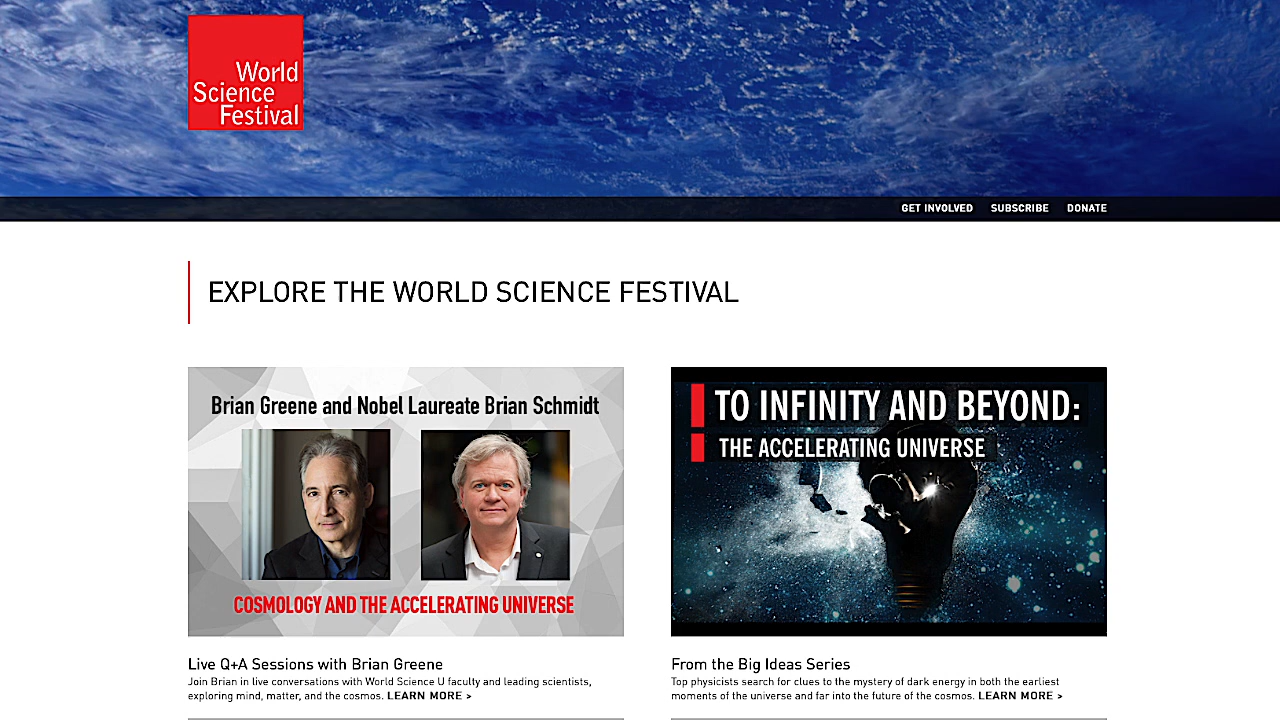 World
Science
Festival
GET INVOLVED SUBSCRIBE DONATE
EXPLORE THE WORLD SCIENCE FESTIVAL
Brian Greene and Nobel Laureate Brian Schmidt
COSMOLOGY AND THE ACCELERATING UNIVERSE
Live Q+A Sessions with Brian Greene
Join Brian in live conversations with World Science U faculty and leading scientists,
exploring mind, matter, and the cosmos. LEARN MORE >
TO INFINITY AND BEYOND:
THE ACCELERATING UNIVERSE
From the Big Ideas Series
Top physicists search for clues to the mystery of dark energy in both the earliest
moments of the universe and far into the future of the cosmos. LEARN MORE >